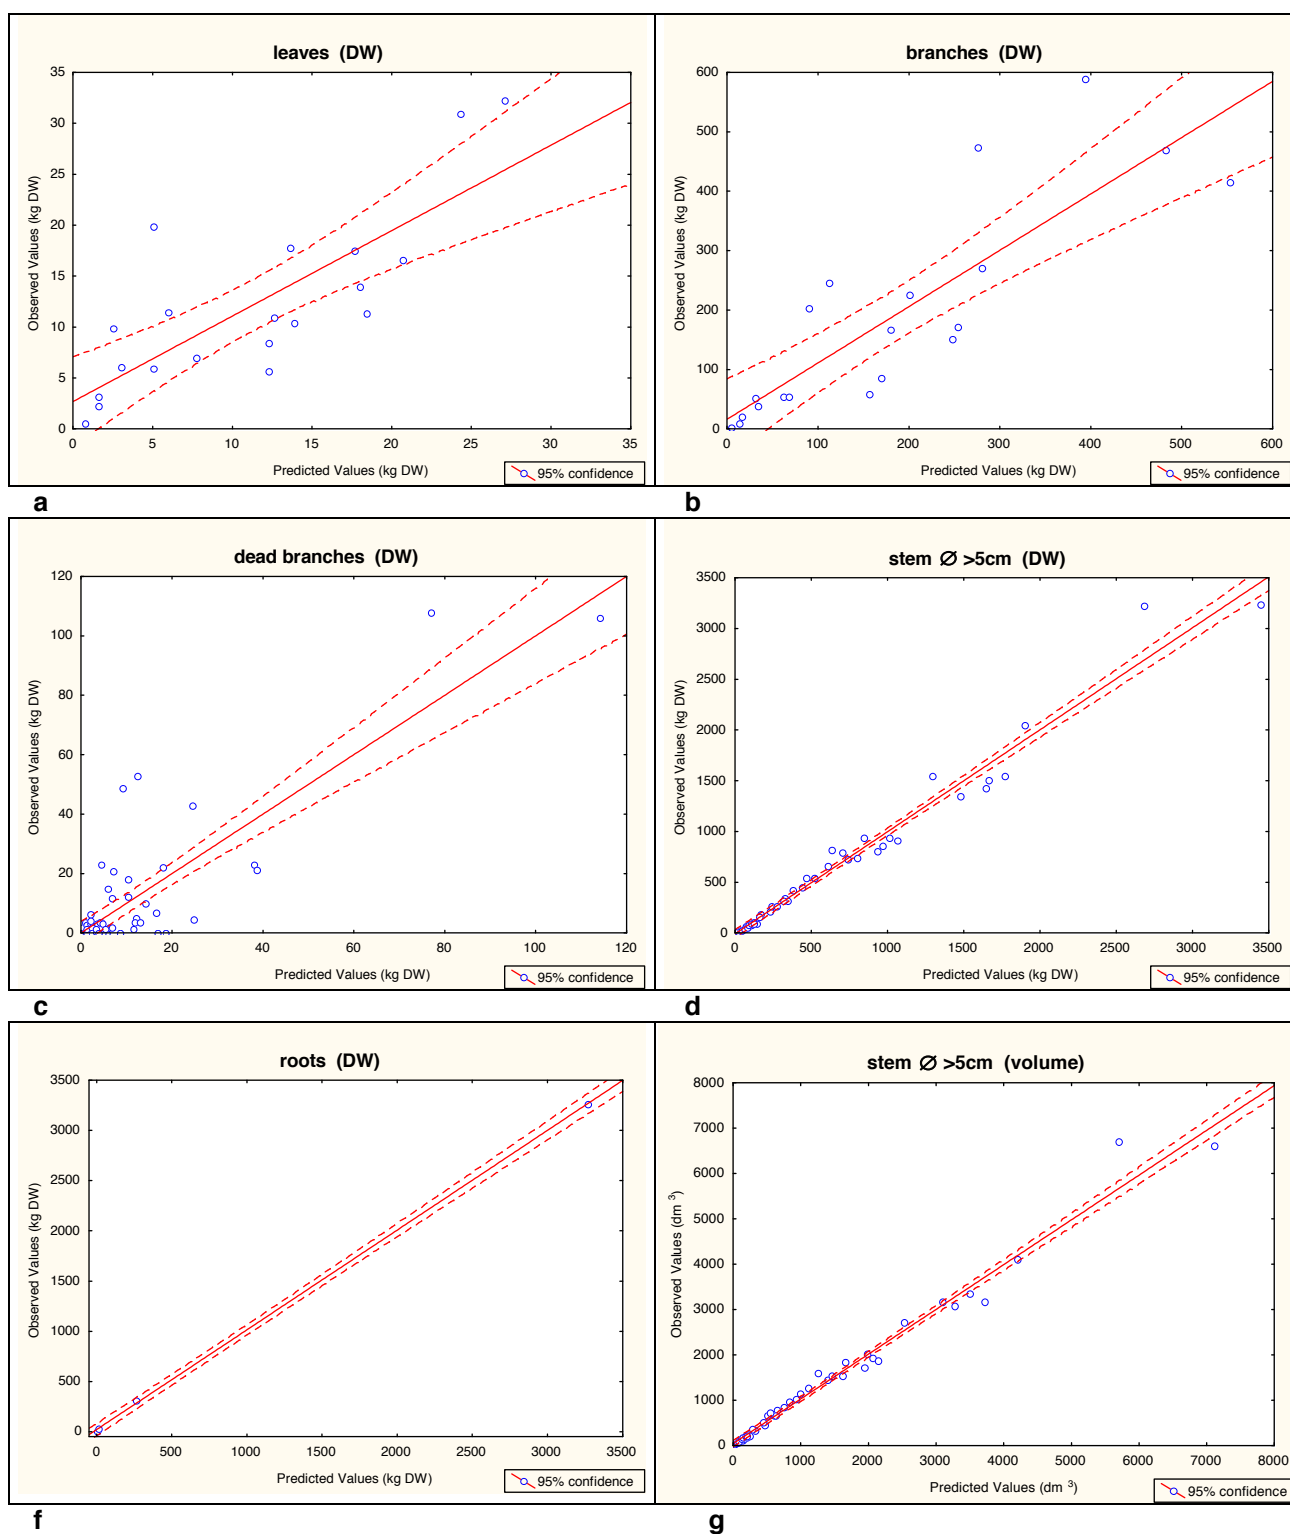 leaves (DW)
35
30
25
20
15
10
5
0
Observed Values (kg DW)
0 5 10 15 20 25 30 35
Predicted Values (kg DW)
95% confidence
a
branches (DW)
600
500
400
300
200
100
0
Observed Values (kg DW)
0 100 200 300 400 500 600
Predicted Values (kg DW)
95% confidence
b
dead branches (DW)
120
100
80
60
40
20
0
Observed Values (kg DW)
0 20 40 60 80 100 120
Predicted Values (kg DW)
95% confidence
c
stem Ø >5cm (DW)
3500
3000
2500
2000
1500
1000
500
0
Observed Values (kg DW)
0 500 1000 1500 2000 2500 3000 3500
Predicted Values (kg DW)
95% confidence
d
roots (DW)
3500
3000
2500
2000
1500
1000
500
0
Observed Values (kg DW)
0 500 1000 1500 2000 2500 3000 3500
Predicted Values (kg DW)
95% confidence
f
stem Ø >5cm (volume)
8000
7000
6000
5000
4000
3000
2000
1000
0
Observed Values (dm ³)
0 1000 2000 3000 4000 5000 6000 7000 8000
Predicted Values (dm ³)
95% confidence
g